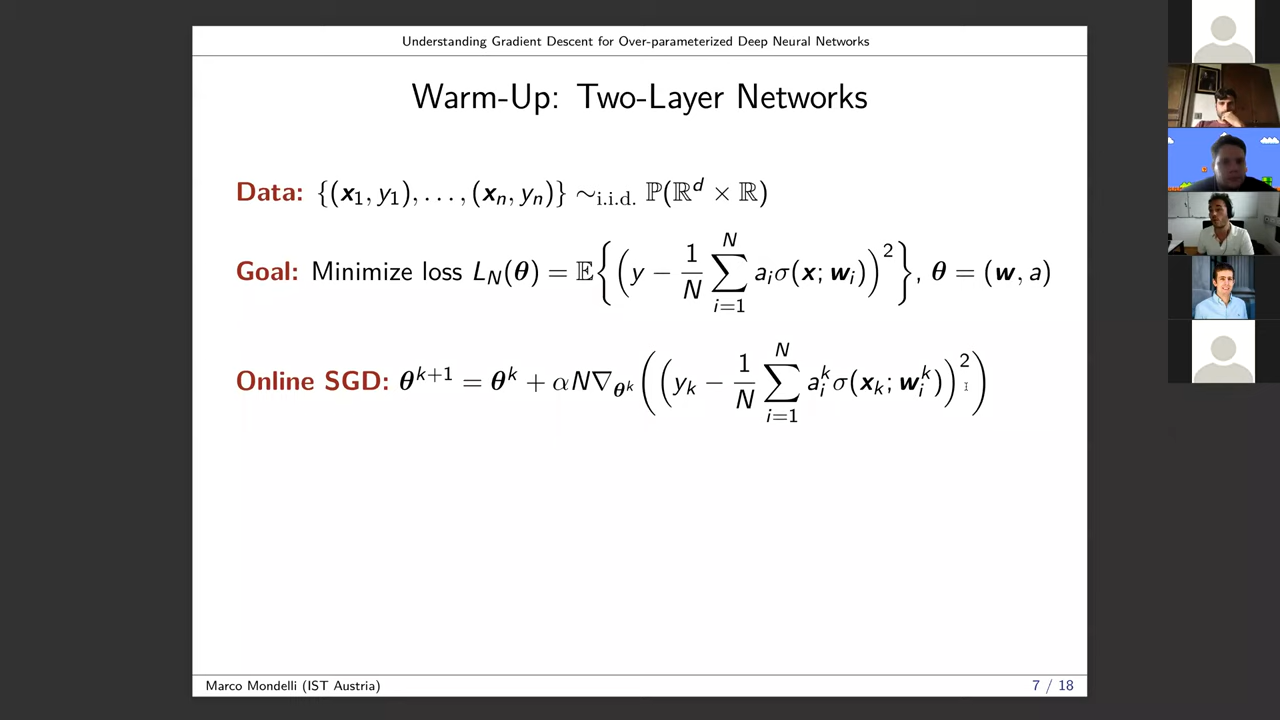 Understanding Gradient Descent for Over-parameterized Deep Neural Networks
Warm-Up: Two-Layer Networks
Data: {(x₁, y₁), . . . , (xₙ, yₙ)} ∼i.i.d. ℙ(ℝᵈ × ℝ)
Goal: Minimize loss L_N(θ) = 𝔼{(y − 1/N ∑_{i=1}^{N} a_i σ(x; w_i))²}, θ = (w, a)
Online SGD: θ^{k+1} = θ^k + αN∇_{θ^k}((y_k − 1/N ∑_{i=1}^{N} a_i^k σ(x_k; w_i^k))²)
Marco Mondelli (IST Austria)
7 / 18